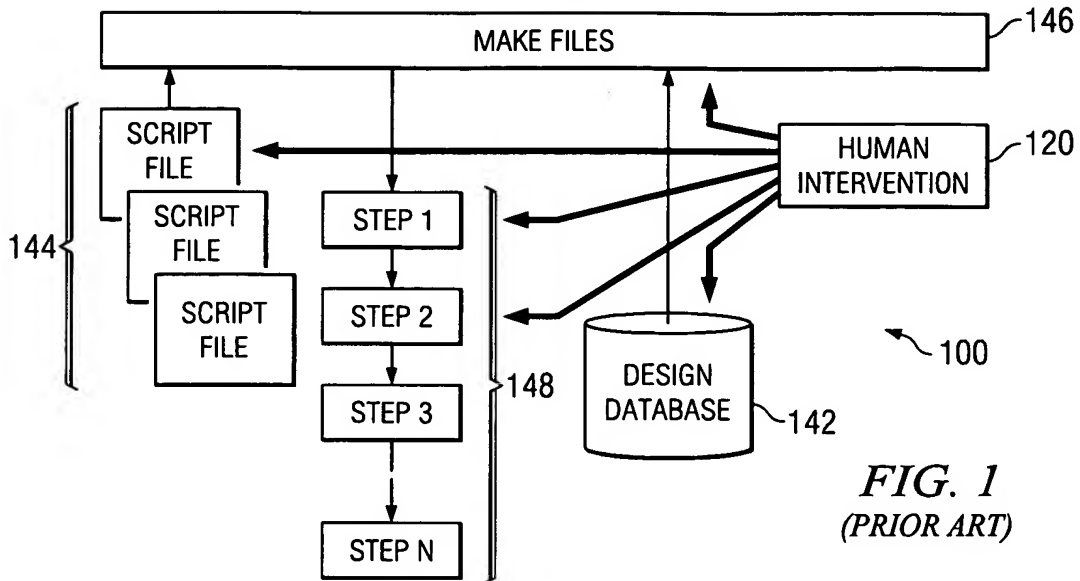 MAKE FILES
146
SCRIPT
FILE
SCRIPT
FILE
SCRIPT
FILE
144
STEP 1
STEP 2
STEP 3
STEP N
148
HUMAN
INTERVENTION
120
DESIGN
DATABASE
142
100
FIG. 1
(PRIOR ART)